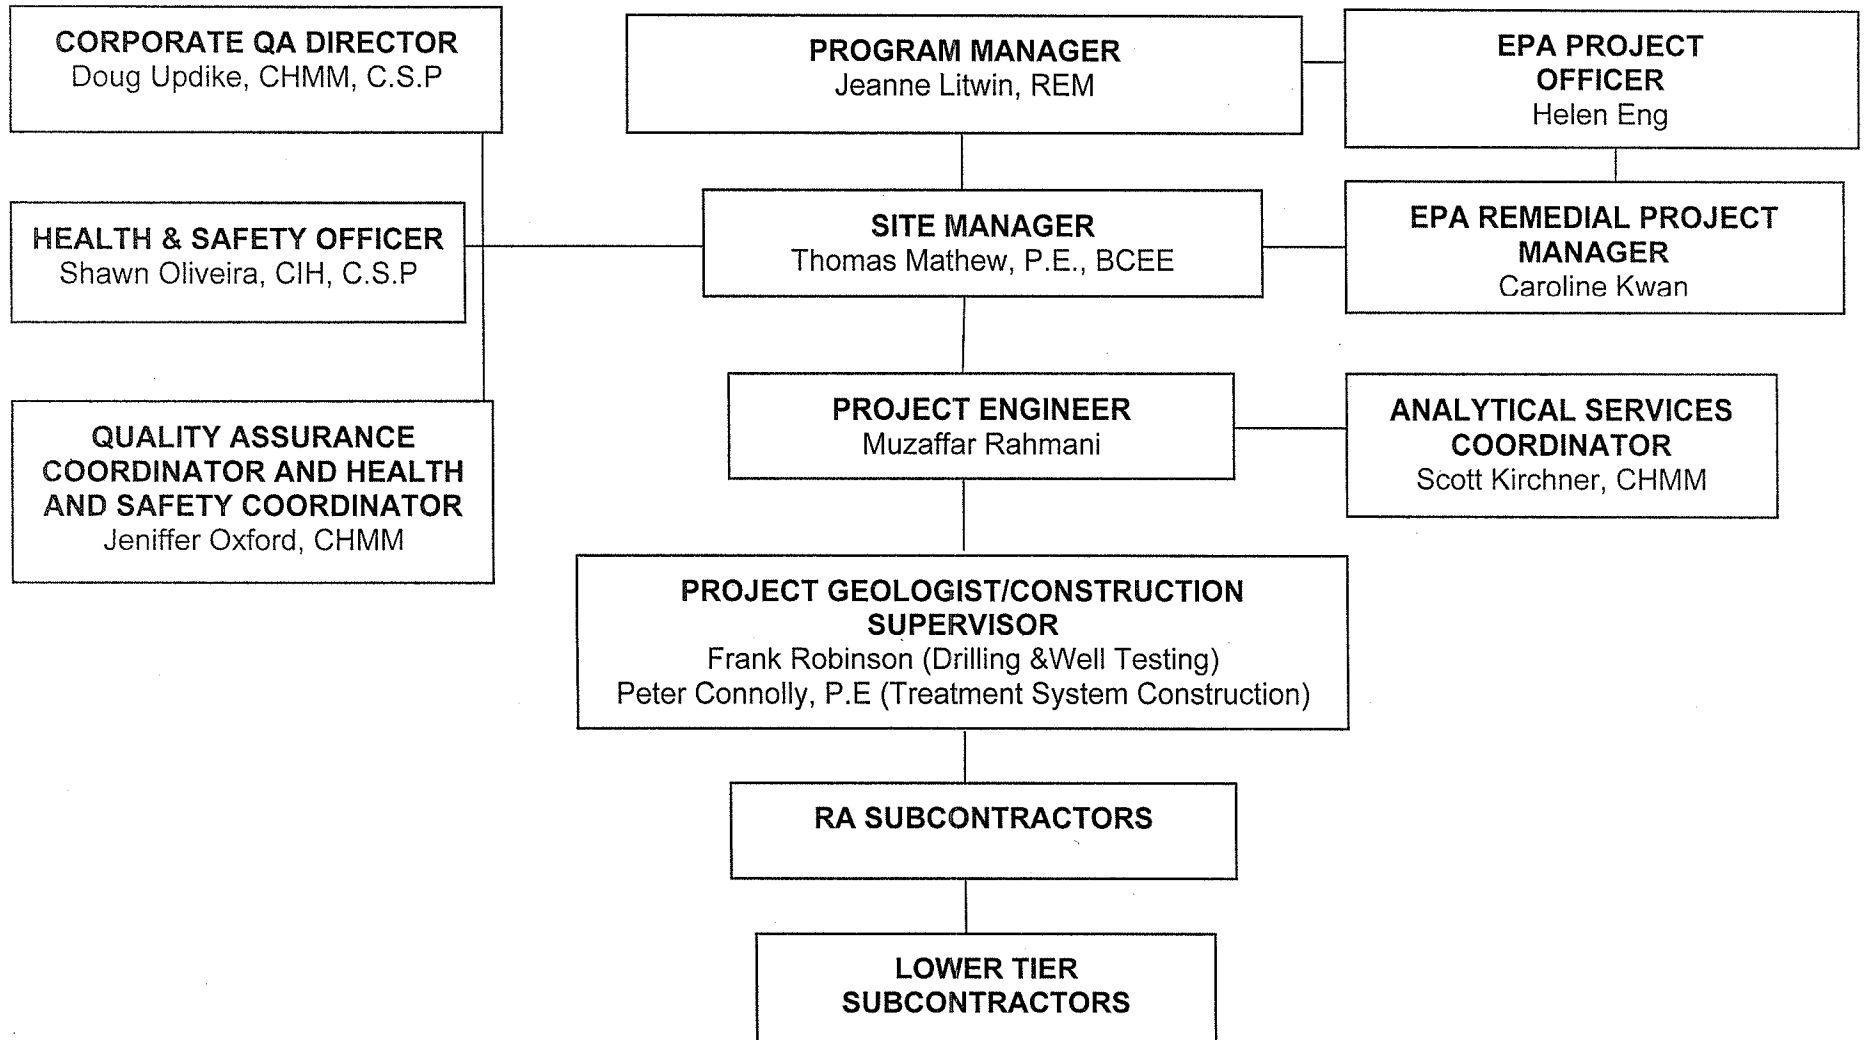 CORPORATE QA DIRECTOR
Doug Updike, CHMM, C.S.P
PROGRAM MANAGER
Jeanne Litwin, REM
EPA PROJECT
OFFICER
Helen Eng
HEALTH & SAFETY OFFICER
Shawn Oliveira, CIH, C.S.P
SITE MANAGER
Thomas Mathew, P.E., BCEE
EPA REMEDIAL PROJECT
MANAGER
Caroline Kwan
QUALITY ASSURANCE
COORDINATOR AND HEALTH
AND SAFETY COORDINATOR
Jeniffer Oxford, CHMM
PROJECT ENGINEER
Muzaffar Rahmani
ANALYTICAL SERVICES
COORDINATOR
Scott Kirchner, CHMM
PROJECT GEOLOGIST/CONSTRUCTION
SUPERVISOR
Frank Robinson (Drilling &Well Testing)
Peter Connolly, P.E (Treatment System Construction)
RA SUBCONTRACTORS
LOWER TIER
SUBCONTRACTORS